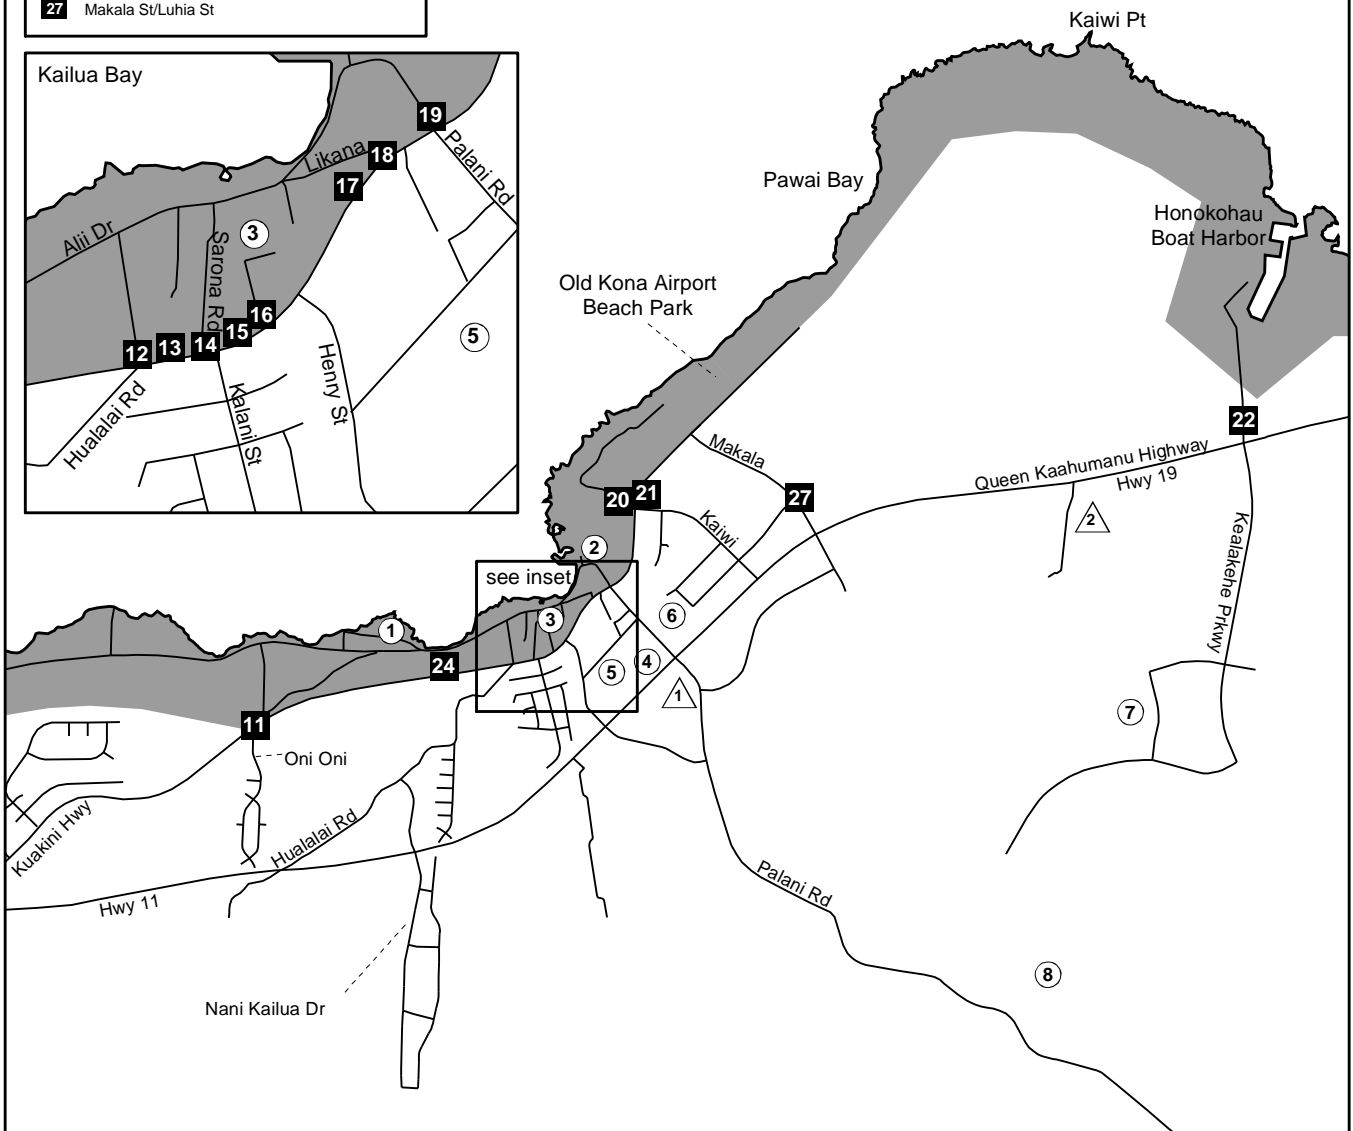 27 Makala St/Luhia St
Kaiwi Pt
Kailua Bay
19
Likana
18
Palani Rd
17
Pawai Bay
Honokohau
Boat Harbor
Alii Dr
Sarona Rd
3
Old Kona Airport
Beach Park
16
15
5
12
13
14
Henry St
Hualalai Rd
Kalani St
22
Makala
Queen Kaahumanu Highway
Hwy 19
20
21
27
Kaiwi
2
Kealakehe Prkwy
2
see inset
1
3
6
24
5
4
1
7
11
Oni Oni
Kuakini Hwy
Hualalai Rd
Hwy 11
Palani Rd
8
Nani Kailua Dr